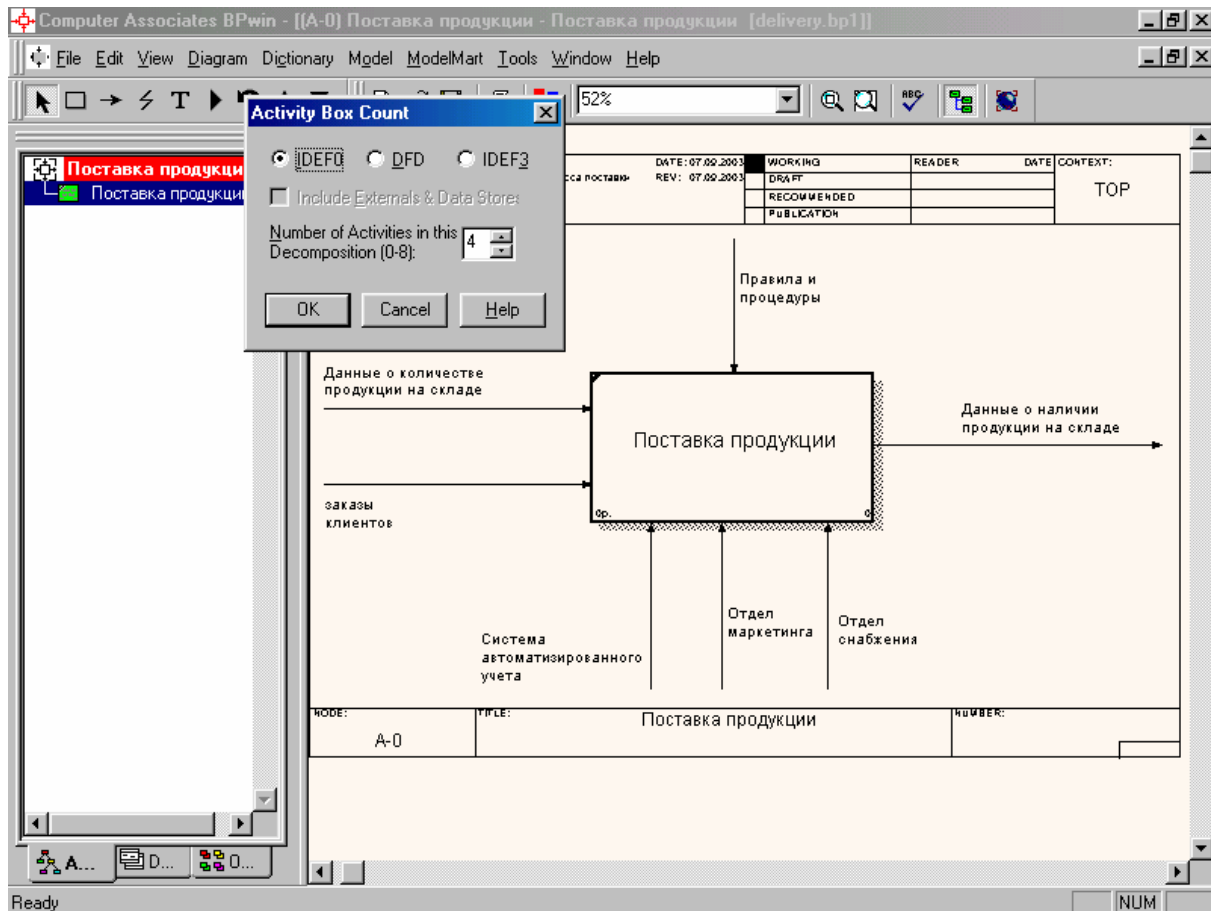 Computer Associates BPwin - [(A-0) Поставка продукции - Поставка продукции [delivery.bp1]]
File Edit View Diagram Dictionary Model ModelMart Tools Window Help
52%
ABC
Activity Box Count
IDEF0 DFD IDEF3
Include Externals & Data Stores
Number of Activities in this
Decomposition (0-8):
4
OK Cancel Help
Поставка продукци
Поставка продукци
DATE: 07.09.2003
REV: 07.09.2003
WORKING
DRAFT
RECOMMENDED
PUBLICATION
READER DATE
CONTEXT:
TOP
Правила и
процедуры
Данные о количестве
продукции на складе
Поставка продукции
Данные о наличии
продукции на складе
заказы
клиентов
0р.
0
Система
автоматизированного
учета
Отдел
маркетинга
Отдел
снабжения
NODE:
A-0
TITLE:
Поставка продукции
NUMBER:
A... D... O...
Ready
NUM